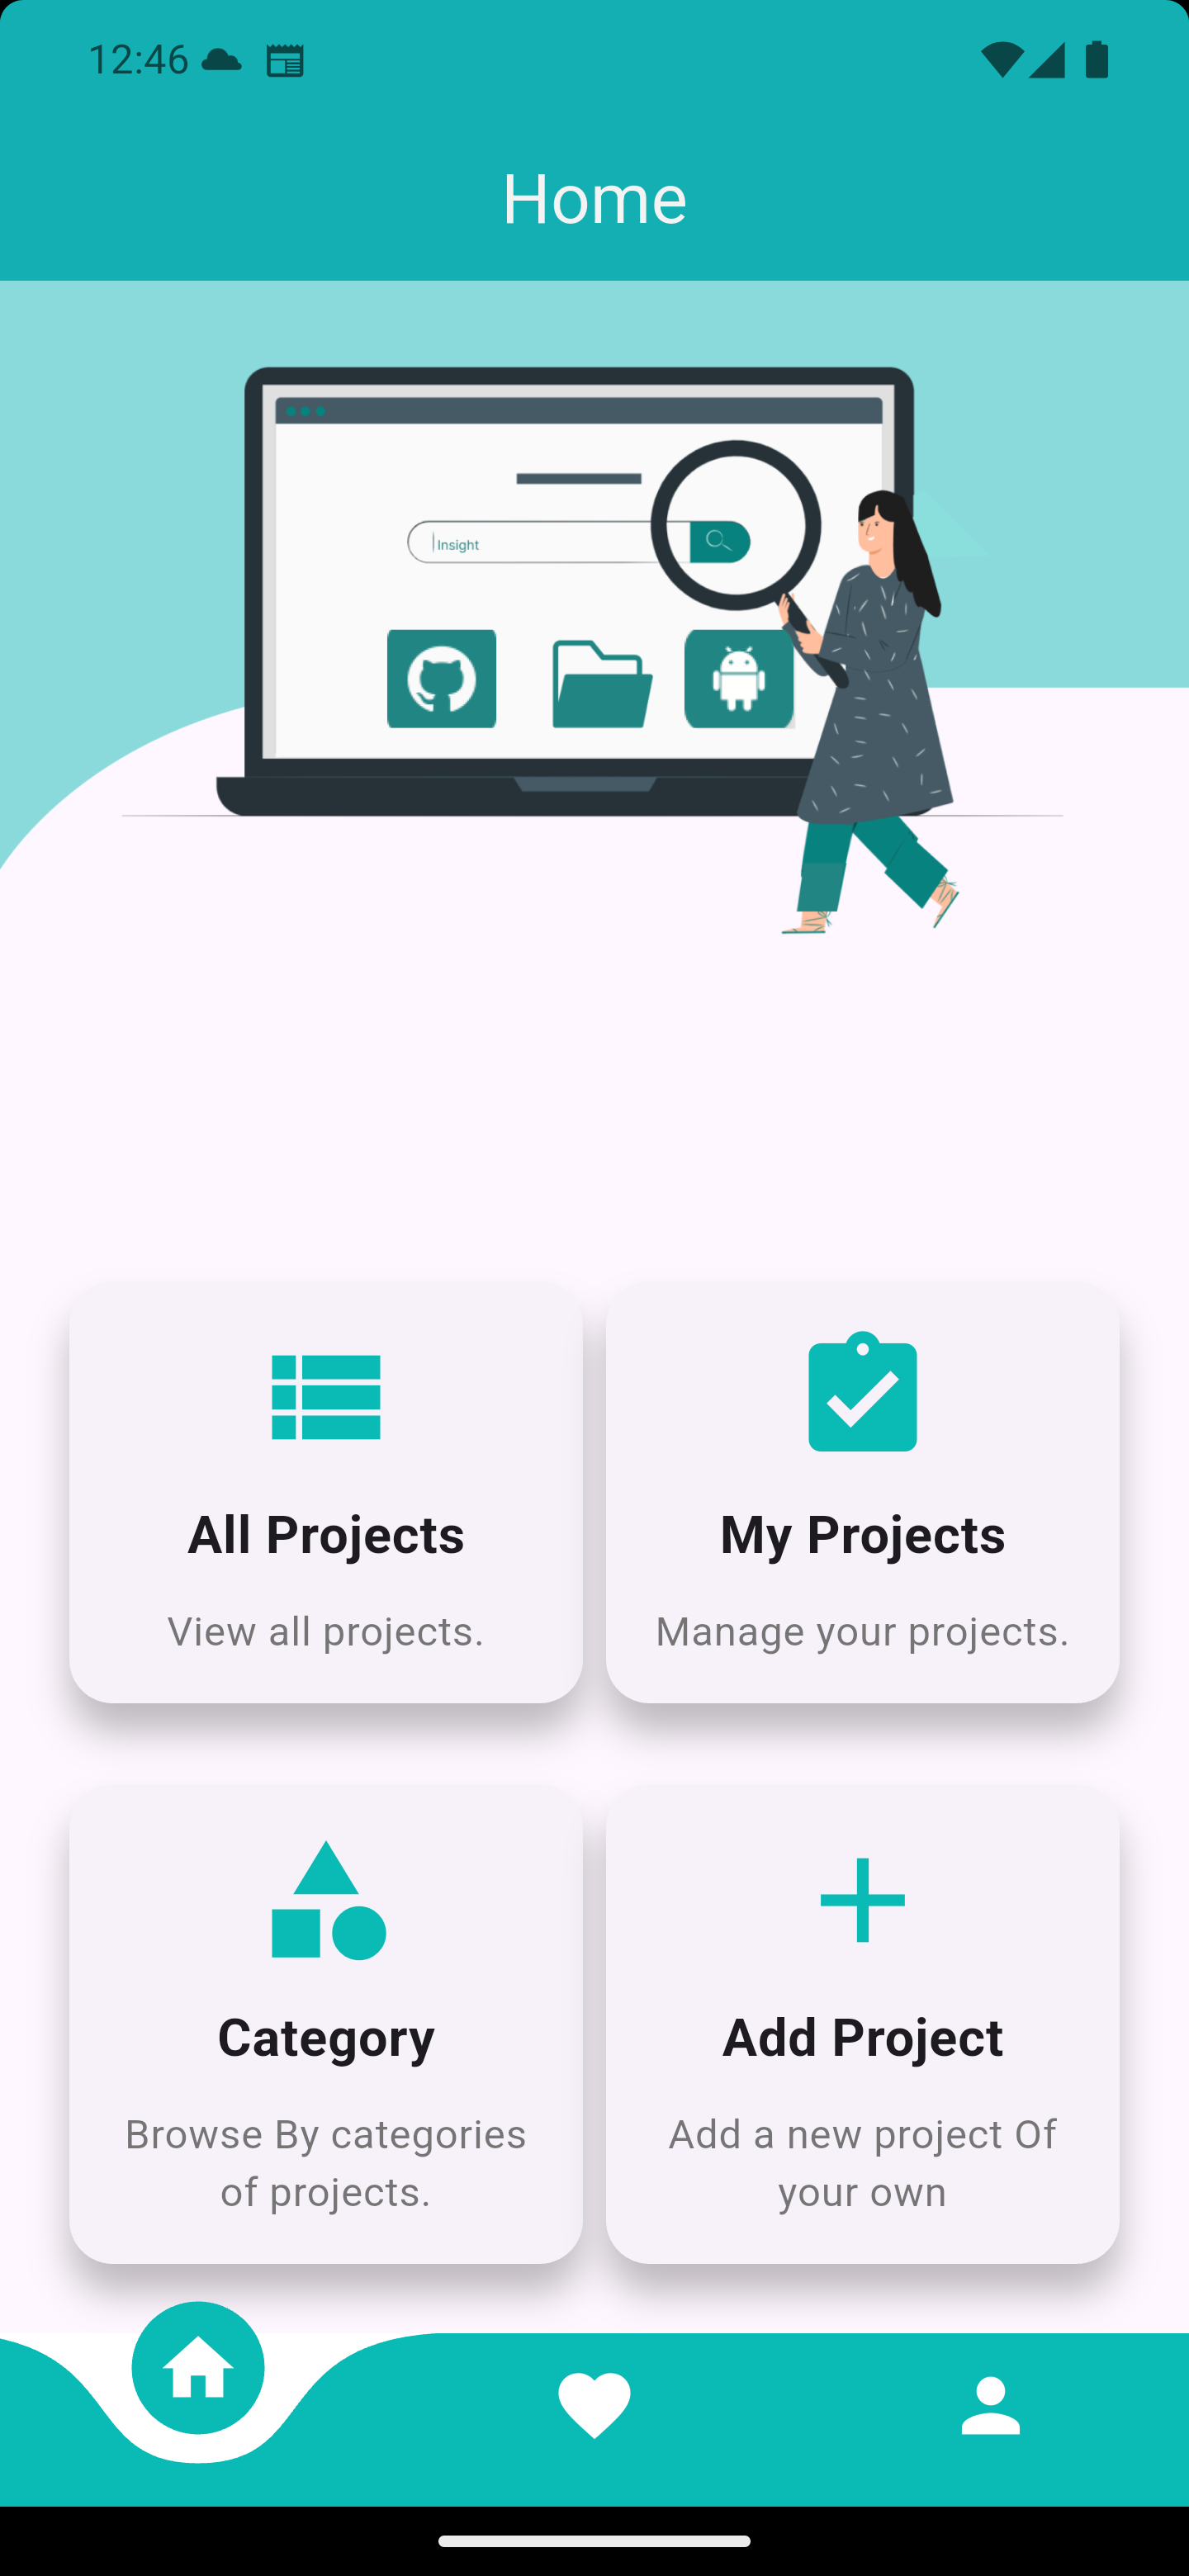 12:46
Home
Insight
All Projects
My Projects
View all projects.
Manage your projects.
Category
Add Project
Browse By categories
of projects.
Add a new project Of
your own